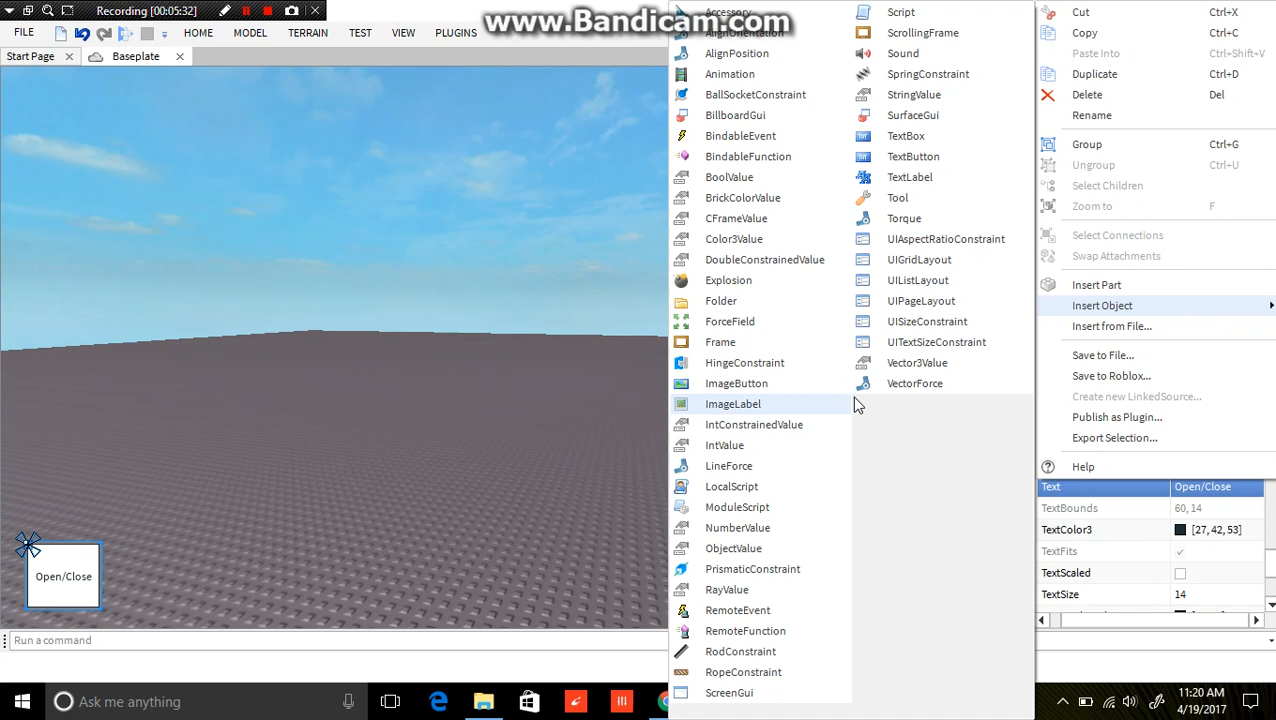 Recording [00:05:32]
www.Bandicam.com
FILE
HOME
MODEL
TERRAIN
TEST
VIEW
PLUGINS
Start Page
Baseplate
Open/Close
Run a command
Ask me anything
Accessory
AlignOrientation
AlignPosition
Animation
BallSocketConstraint
BillboardGui
BindableEvent
BindableFunction
BoolValue
BrickColorValue
CFrameValue
Color3Value
DoubleConstrainedValue
Explosion
Folder
ForceField
Frame
HingeConstraint
ImageButton
ImageLabel
IntConstrainedValue
IntValue
LineForce
LocalScript
ModuleScript
NumberValue
ObjectValue
PrismaticConstraint
RayValue
RemoteEvent
RemoteFunction
RodConstraint
RopeConstraint
ScreenGui
Script
ScrollingFrame
Sound
SpringConstraint
StringValue
SurfaceGui
TextBox
TextButton
TextLabel
Tool
Torque
UIAspectRatioConstraint
UIGridLayout
UIListLayout
UIPageLayout
UISizeConstraint
UITextSizeConstraint
Vector3Value
VectorForce
Cut Ctrl+X
Copy Ctrl+C
Paste Into Ctrl+Shift+V
Duplicate Ctrl+D
Delete Del
Rename
Group Ctrl+G
Ungroup Ctrl+U
Select Children
Zoom to F
Select Connections
Swap Attachments
Insert Part
Insert Object
Insert from File...
Save to File...
Save to Roblox...
Create new LinkedSource...
Publish as Plugin...
Export Selection...
Help
Text Open/Close
TextBounds 60, 14
TextColor3 [27, 42, 53]
TextFits
TextScaled
TextSize 14
11:20 AM
4/19/2017